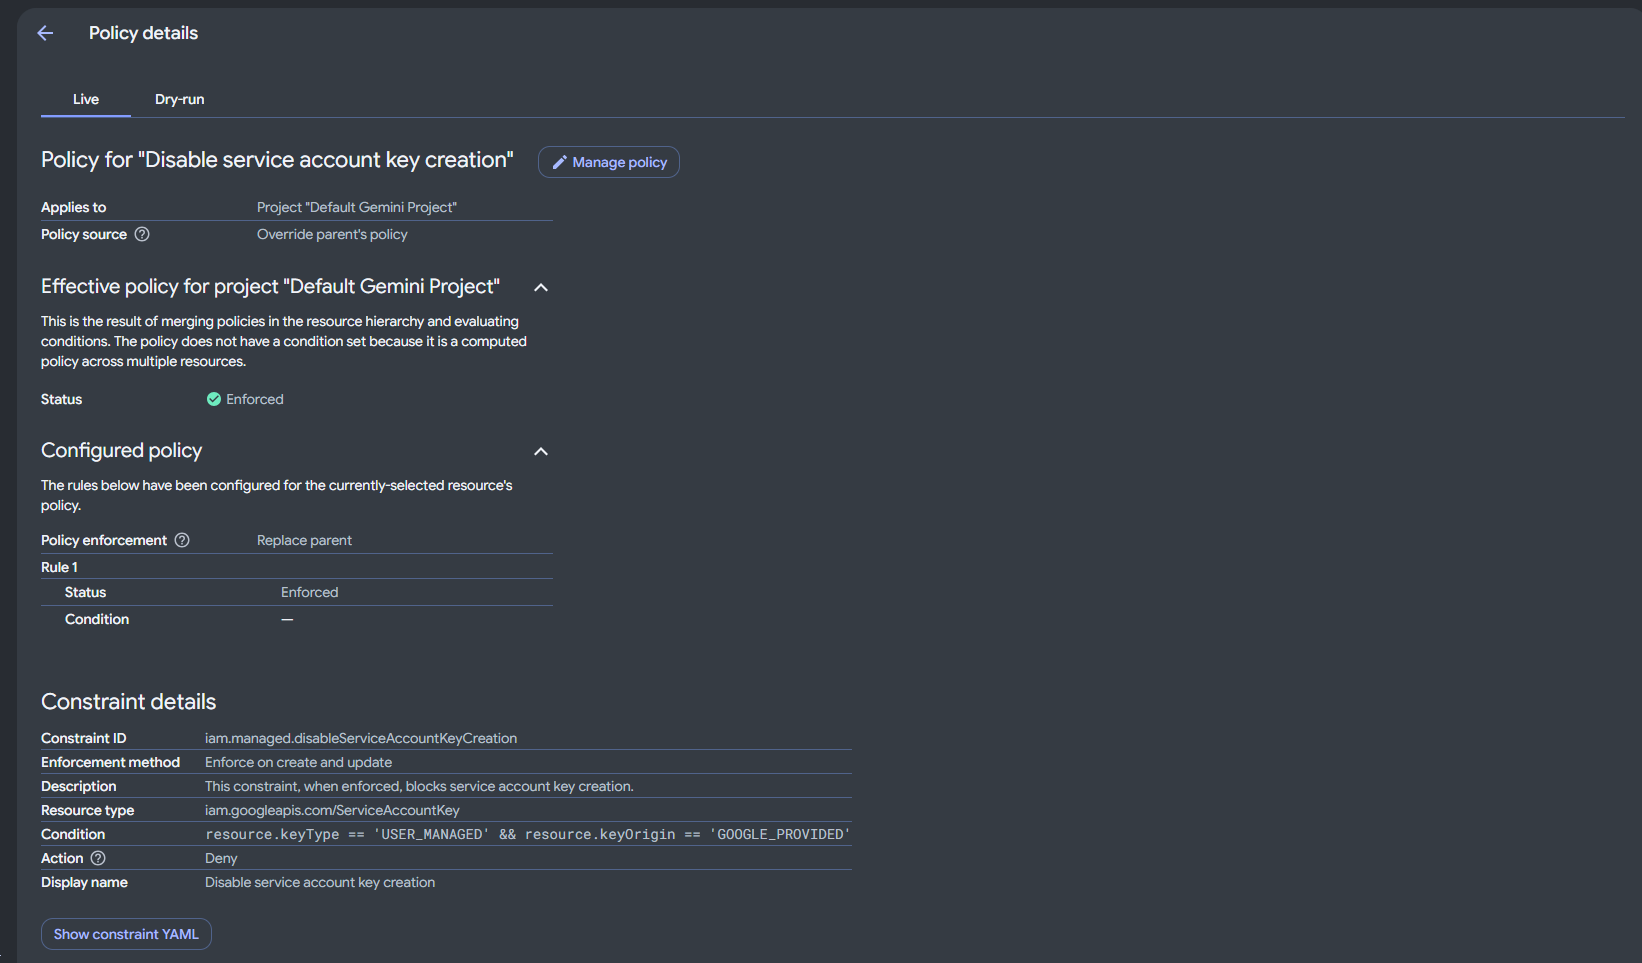 Policy details
Live Dry-run
Policy for "Disable service account key creation" Manage policy
Applies to Project "Default Gemini Project"
Policy source Override parent's policy
Effective policy for project "Default Gemini Project"
This is the result of merging policies in the resource hierarchy and evaluating
conditions. The policy does not have a condition set because it is a computed
policy across multiple resources.
Status Enforced
Configured policy
The rules below have been configured for the currently-selected resource's
policy.
Policy enforcement Replace parent
Rule 1
Status Enforced
Condition —
Constraint details
Constraint ID iam.managed.disableServiceAccountKeyCreation
Enforcement method Enforce on create and update
Description This constraint, when enforced, blocks service account key creation.
Resource type iam.googleapis.com/ServiceAccountKey
Condition resource.keyType == 'USER_MANAGED' && resource.keyOrigin == 'GOOGLE_PROVIDED'
Action Deny
Display name Disable service account key creation
Show constraint YAML